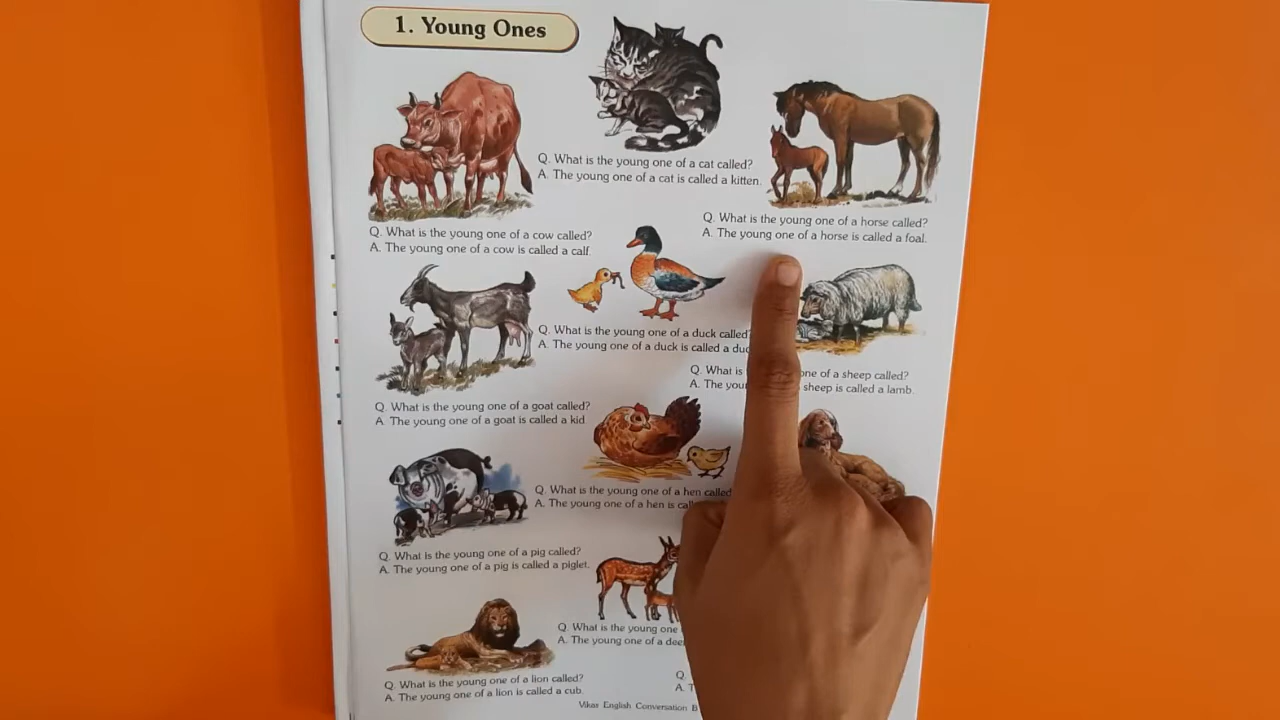 1. Young Ones
Q. What is the young one of a cat called?
A. The young one of a cat is called a kitten.
Q. What is the young one of a horse called?
A. The young one of a horse is called a foal.
Q. What is the young one of a cow called?
A. The young one of a cow is called a calf.
Q. What is the young one of a duck called
A. The young one of a duck is called a
Q. What is one of a sheep called?
A. The sheep is called a lamb.
Q. What is the young one of a goat called?
A. The young one of a goat is called a kid
Q. What is the young one of a hen called
A. The young one of a hen is
Q. What is the young one of a pig called?
A. The young one of a pig is called a piglet.
Q. What is the young one
A. The young one of a
Q. What is the young one of a lion called?
A. The young one of a lion is called a cub.
Q.
A.
Vikas English Conversation